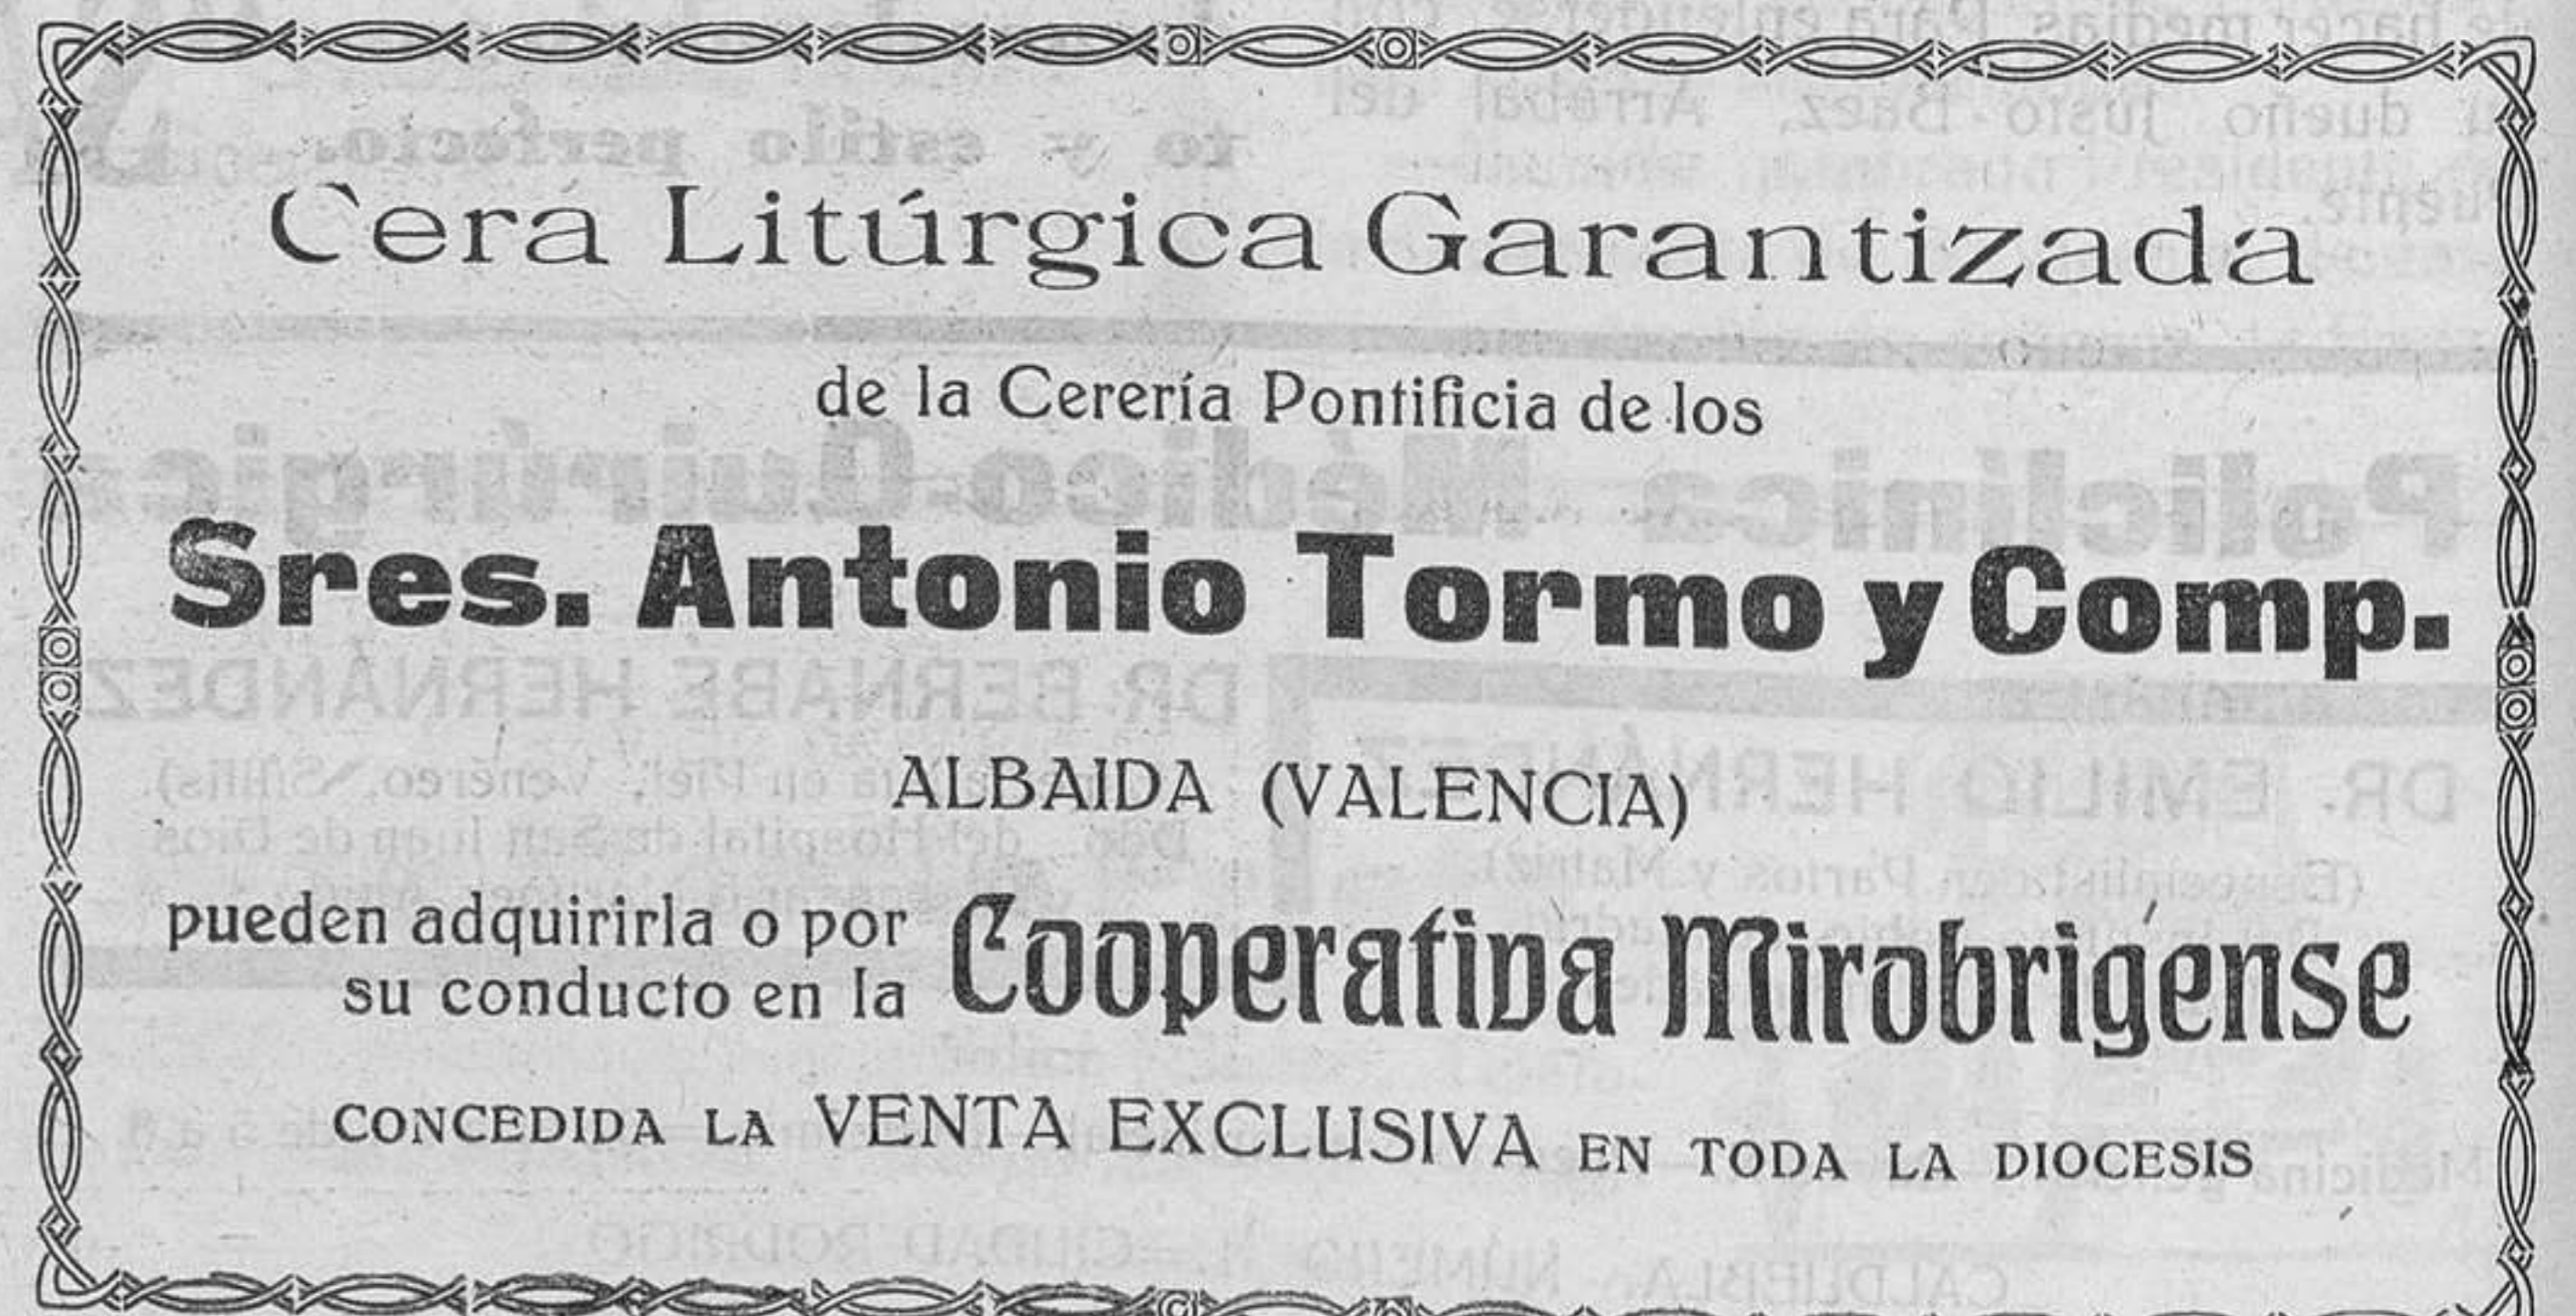 Cera Litúrgica Garantizada
de la Cerería Pontificia de los
Sres. Antonio Tormo y Comp.
ALBAIDA (VALENCIA)
pueden adquirirla o por
su conducto en la Cooperativa Mirobrigense
CONCEDIDA LA VENTA EXCLUSIVA EN TODA LA DIOCESIS